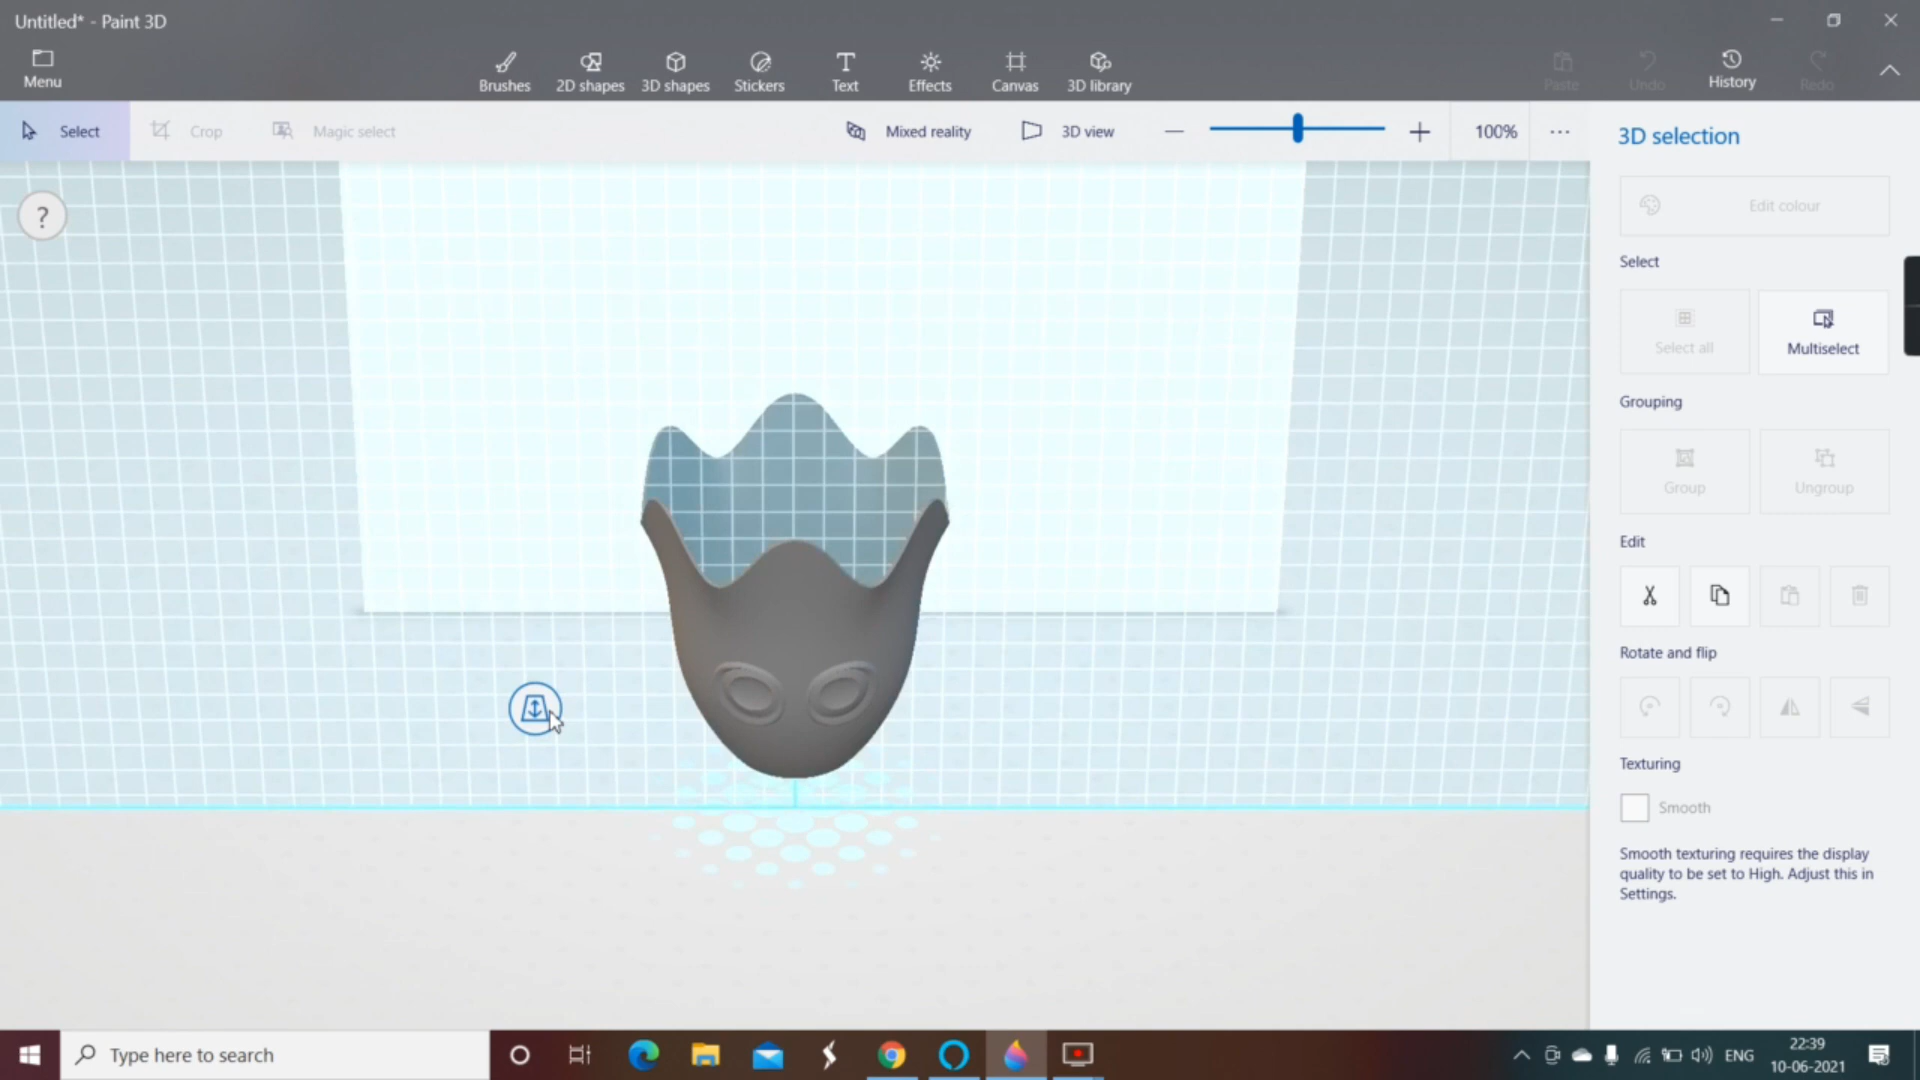 Untitled* - Paint 3D
Menu
Brushes
2D shapes
3D shapes
Stickers
Text
Effects
Canvas
3D library
Paste
Undo
History
Redo
Select
Crop
Magic select
Mixed reality
3D view
100%
?
3D selection
Edit colour
Select
Select all
Multiselect
Grouping
Group
Ungroup
Edit
Rotate and flip
Texturing
Smooth
Smooth texturing requires the display
quality to be set to High. Adjust this in
Settings.
Type here to search
ENG
22:39
10-06-2021